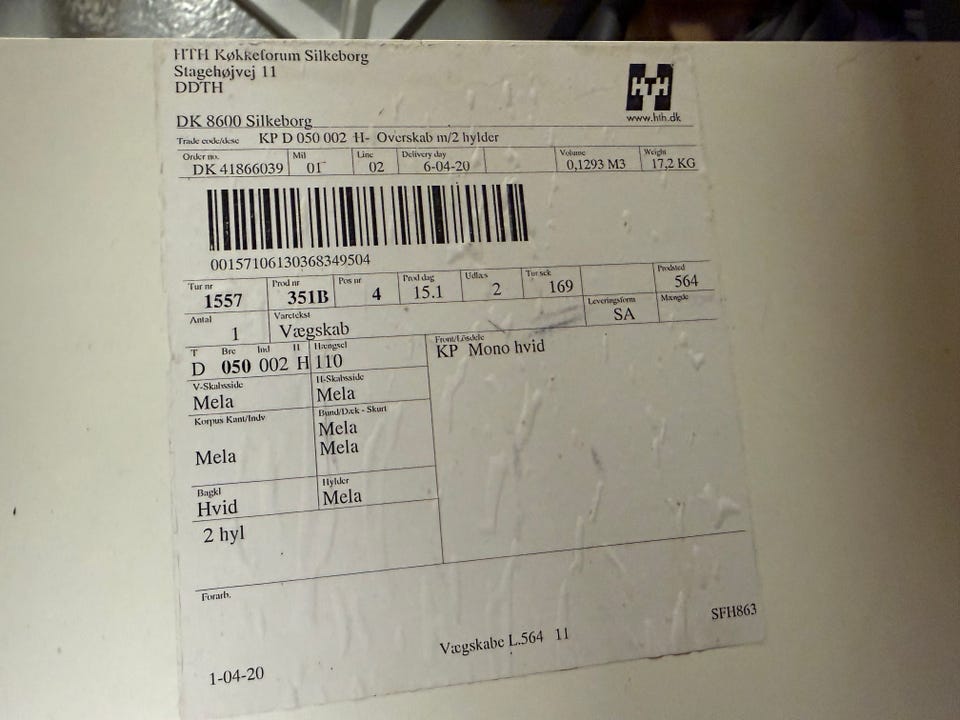 HTH Køkkeforum Silkeborg
Stagehøjvej 11
DDTH
HTH
www.hth.dk
DK 8600 Silkeborg
Trade code/desc KP D 050 002 H- Overskab m/2 hylder
Order no. Mil Line Delivery day Volume Weight
DK 41866039 01 02 6-04-20 0,1293 M3 17,2 KG
00157106130368349504
Tur nr Prod nr Pos nr Prod dag Udlæs Tur sek Prodsted
1557 351B 4 15.1 2 169 564
Antal Varetekst Leveringsform Mængde
1 Vægskab SA
T Bre Ind H Hængsel Front/Lösdele
D 050 002 H 110 KP Mono hvid
V-Skabsside H-Skabsside
Mela Mela
Korpus Kant/Indv Bund/Dæk - Skurt
Mela
Mela Mela
Bagkl Hylder
Hvid Mela
2 hyl
Forarb.
Vægskabe L.564 11 SFH863
1-04-20